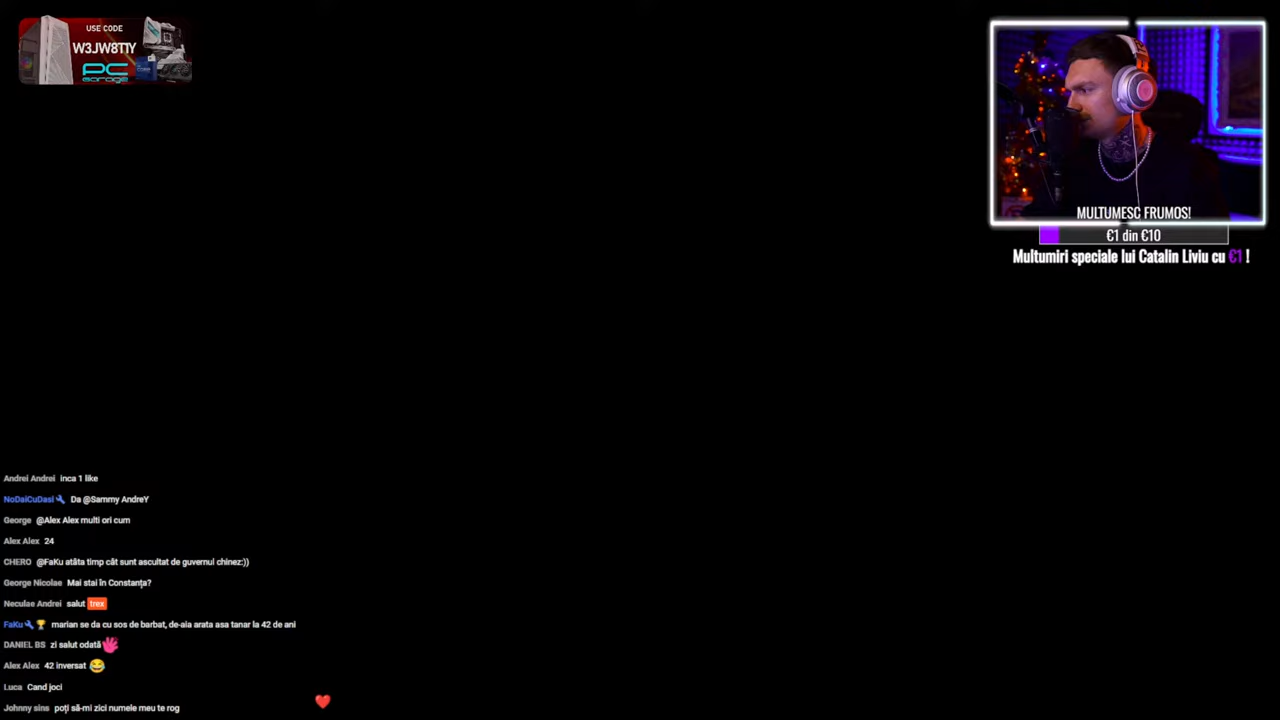 USE CODE
W3JW8T1Y
PC
garage
MULTUMESC FRUMOS!
€1 din €10
Multumiri speciale lui Catalin Liviu cu €1 !
Andrei Andrei inca 1 like
NoDaiCuDasI Da @Sammy AndreY
George @Alex Alex multi ori cum
Alex Alex 24
CHERO @FaKu atâta timp cât sunt ascultat de guvernul chinez:))
George Nicolae Mai stai în Constanța?
Neculae Andrei salut trex
FaKu marian se da cu sos de barbat, de-aia arata asa tanar la 42 de ani
DANIEL BS zi salut odată
Alex Alex 42 inversat
Luca Cand joci
Johnny sins poți să-mi zici numele meu te rog